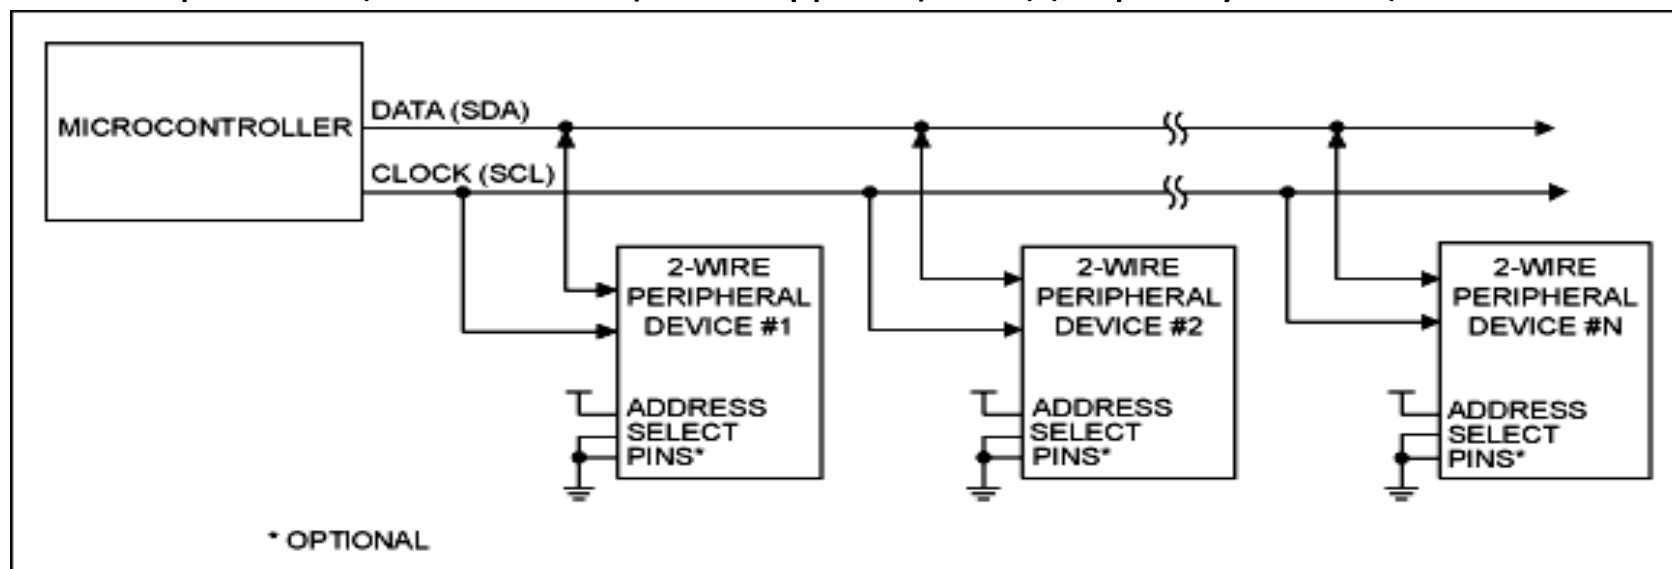 MICROCONTROLLER
DATA (SDA)
CLOCK (SCL)
2-WIRE
PERIPHERAL
DEVICE #1
ADDRESS
SELECT
PINS*
2-WIRE
PERIPHERAL
DEVICE #2
ADDRESS
SELECT
PINS*
2-WIRE
PERIPHERAL
DEVICE #N
ADDRESS
SELECT
PINS*
* OPTIONAL